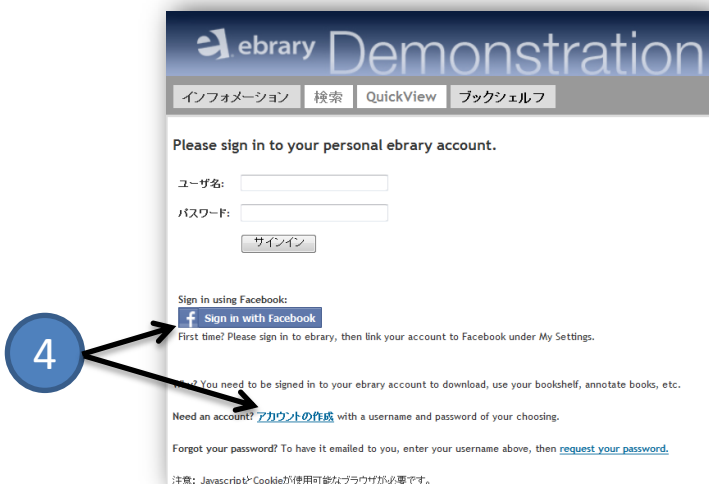 ebrary Demonstration
インフォメーション 検索 QuickView ブックシェルフ
Please sign in to your personal ebrary account.
ユーザ名:
パスワード:
サインイン
Sign in using Facebook:
f Sign in with Facebook
First time? Please sign in to ebrary, then link your account to Facebook under My Settings.
4
Why? You need to be signed in to your ebrary account to download, use your bookshelf, annotate books, etc.
Need an account? アカウントの作成 with a username and password of your choosing.
Forgot your password? To have it emailed to you, enter your username above, then request your password.
注意: JavascriptとCookieが使用可能なブラウザが必要です。